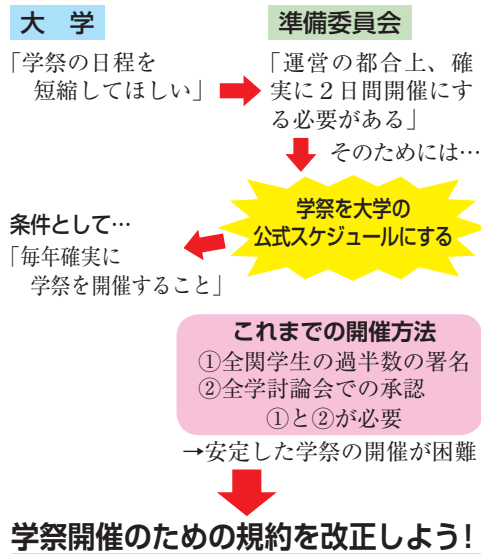 大 学
「学祭の日程を
短縮してほしい」
準備委員会
「運営の都合上、確
実に２日間開催にす
る必要がある」
そのためには…
学祭を大学の
公式スケジュールにする
条件として…
「毎年確実に
学祭を開催すること」
これまでの開催方法
①全関学生の過半数の署名
②全学討論会での承認
①と②が必要
→安定した学祭の開催が困難
学祭開催のための規約を改正しよう！